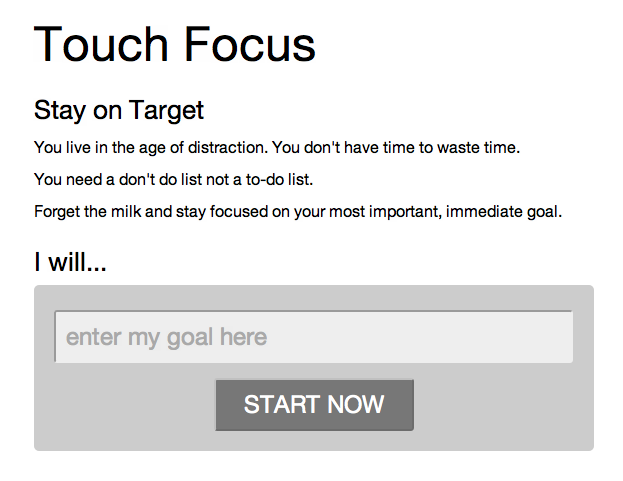 Touch Focus
Stay on Target
You live in the age of distraction. You don't have time to waste time.
You need a don't do list not a to-do list.
Forget the milk and stay focused on your most important, immediate goal.
I will...
enter my goal here
START NOW